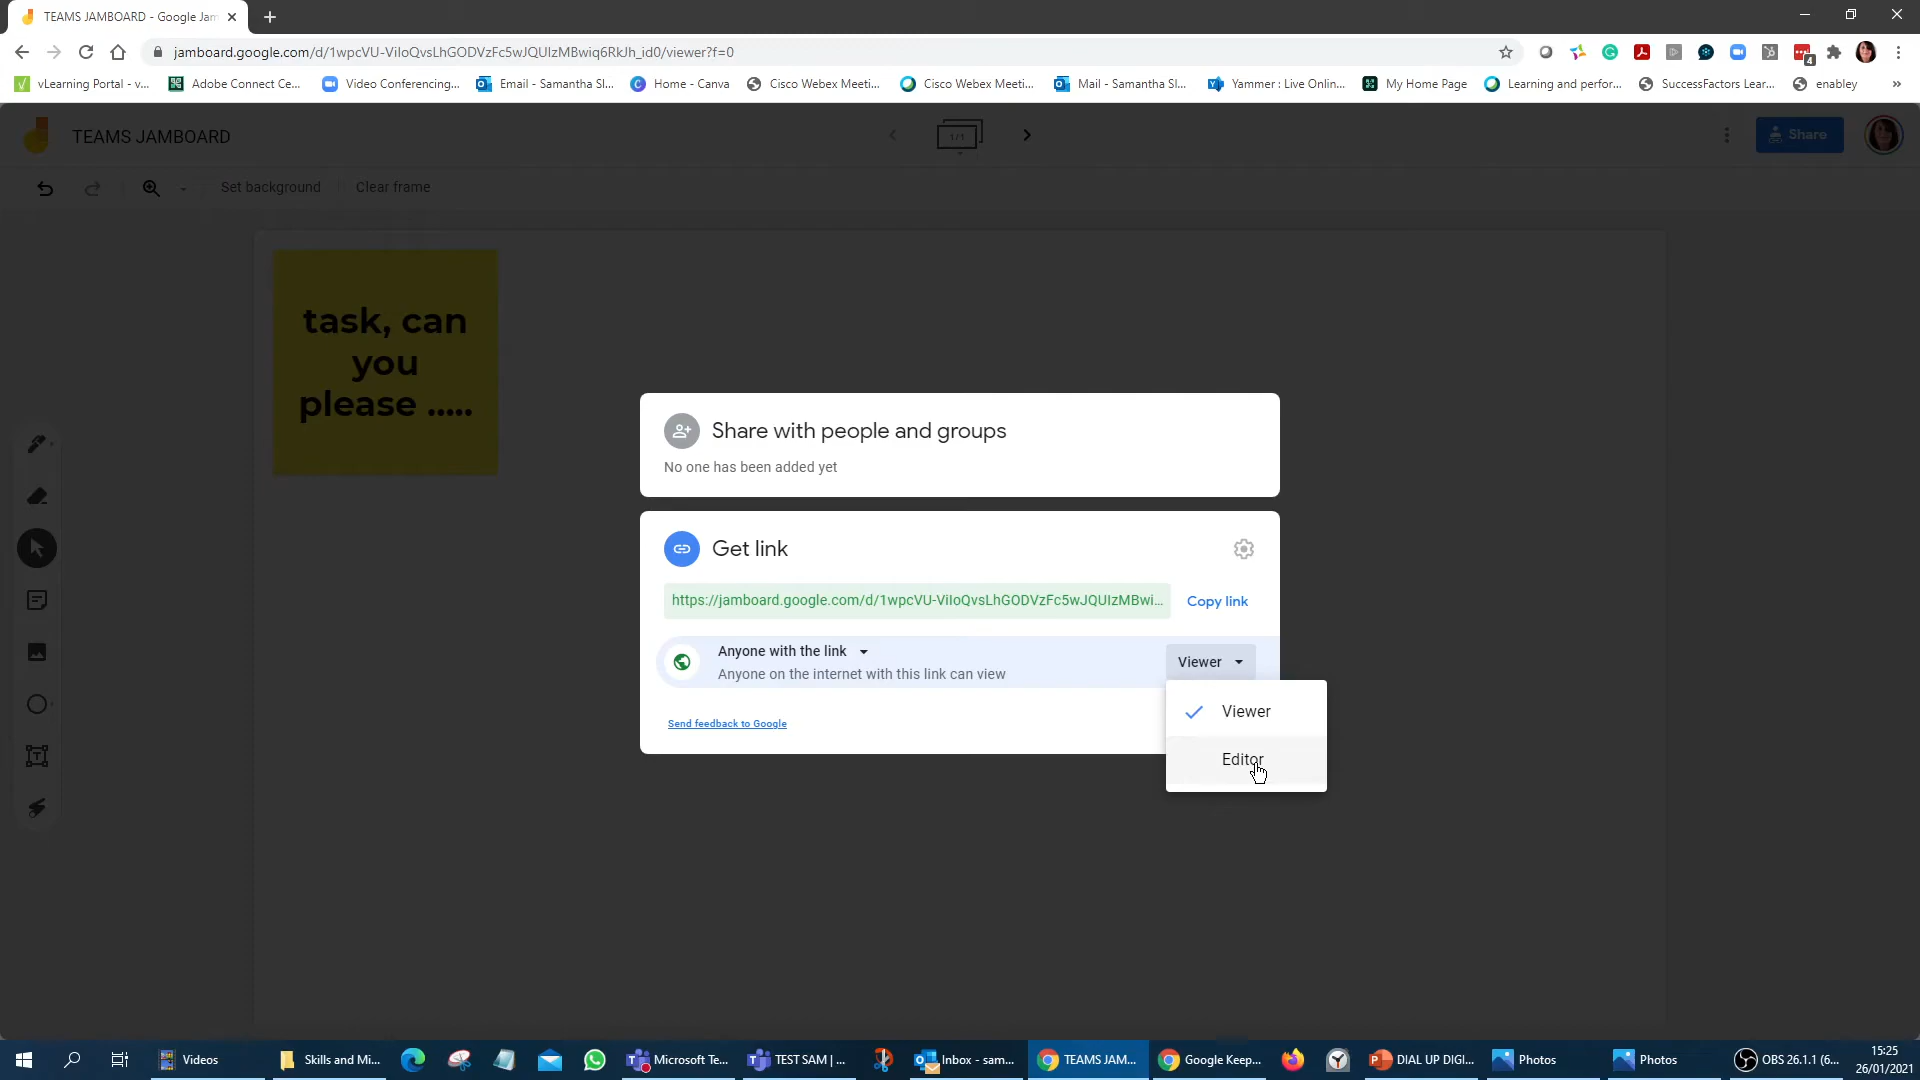 TEAMS JAMBOARD - Google Jam
jamboard.google.com/d/1wpcVU-ViIoQvsLhGODVzFc5wJQUIzMBwiq6RkJh_id0/viewer?f=0
vLearning Portal - v...
Adobe Connect Ce...
Video Conferencing...
Email - Samantha Sl...
Home - Canva
Cisco Webex Meeti...
Cisco Webex Meeti...
Mail - Samantha Sl...
Yammer : Live Onlin...
My Home Page
Learning and perfor...
SuccessFactors Lear...
enabley
»
4
TEAMS JAMBOARD
1/1
Share
Set background
Clear frame
task, can
you
please .....
Share with people and groups
No one has been added yet
Get link
https://jamboard.google.com/d/1wpcVU-ViIoQvsLhGODVzFc5wJQUIzMBwi...
Copy link
Anyone with the link
Anyone on the internet with this link can view
Viewer
Viewer
Editor
Send feedback to Google
Videos
Skills and Mi...
Microsoft Te...
TEST SAM | ...
Inbox - sam...
TEAMS JAM...
Google Keep...
DIAL UP DIGI...
Photos
Photos
OBS 26.1.1 (6...
15:25
26/01/2021